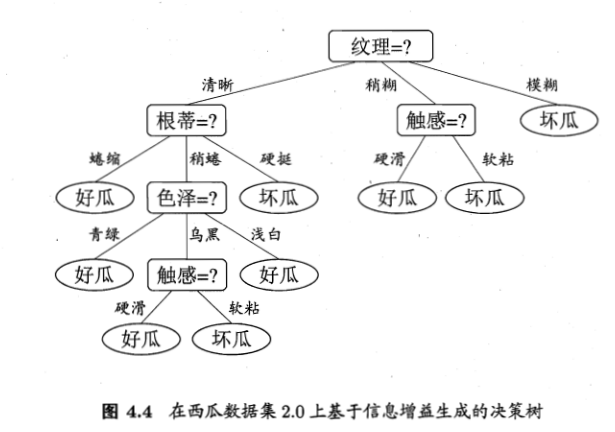 纹理=?
清晰 稍糊 模糊
根蒂=? 触感=? 坏瓜
蜷缩 稍蜷 硬挺 硬滑 软粘
好瓜 色泽=? 坏瓜 好瓜 坏瓜
青绿 乌黑 浅白
好瓜 触感=? 好瓜
硬滑 软粘
好瓜 坏瓜
图 4.4 在西瓜数据集2.0上基于信息增益生成的决策树